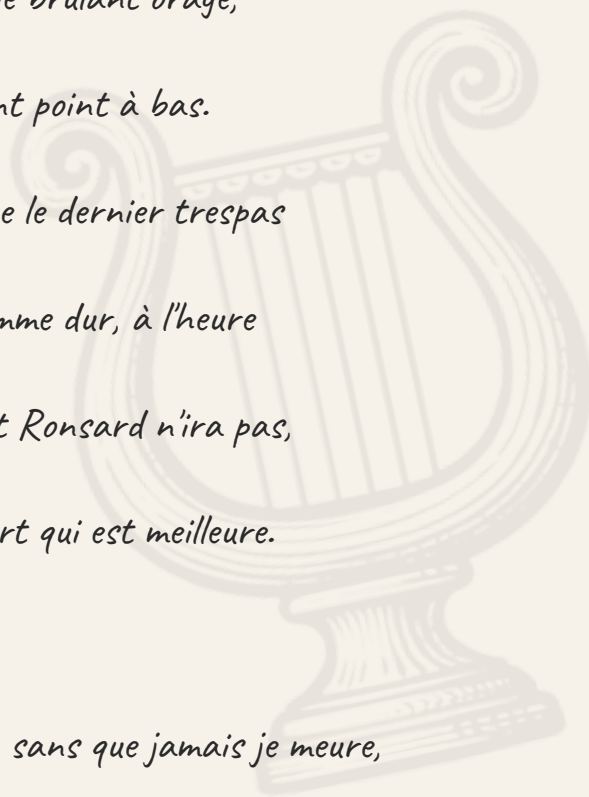 brulant orage,
nt point à bas.
e le dernier trespas
mme dur, à l'heure
t Ronsard n'ira pas,
rt qui est meilleure.
sans que jamais je meure,